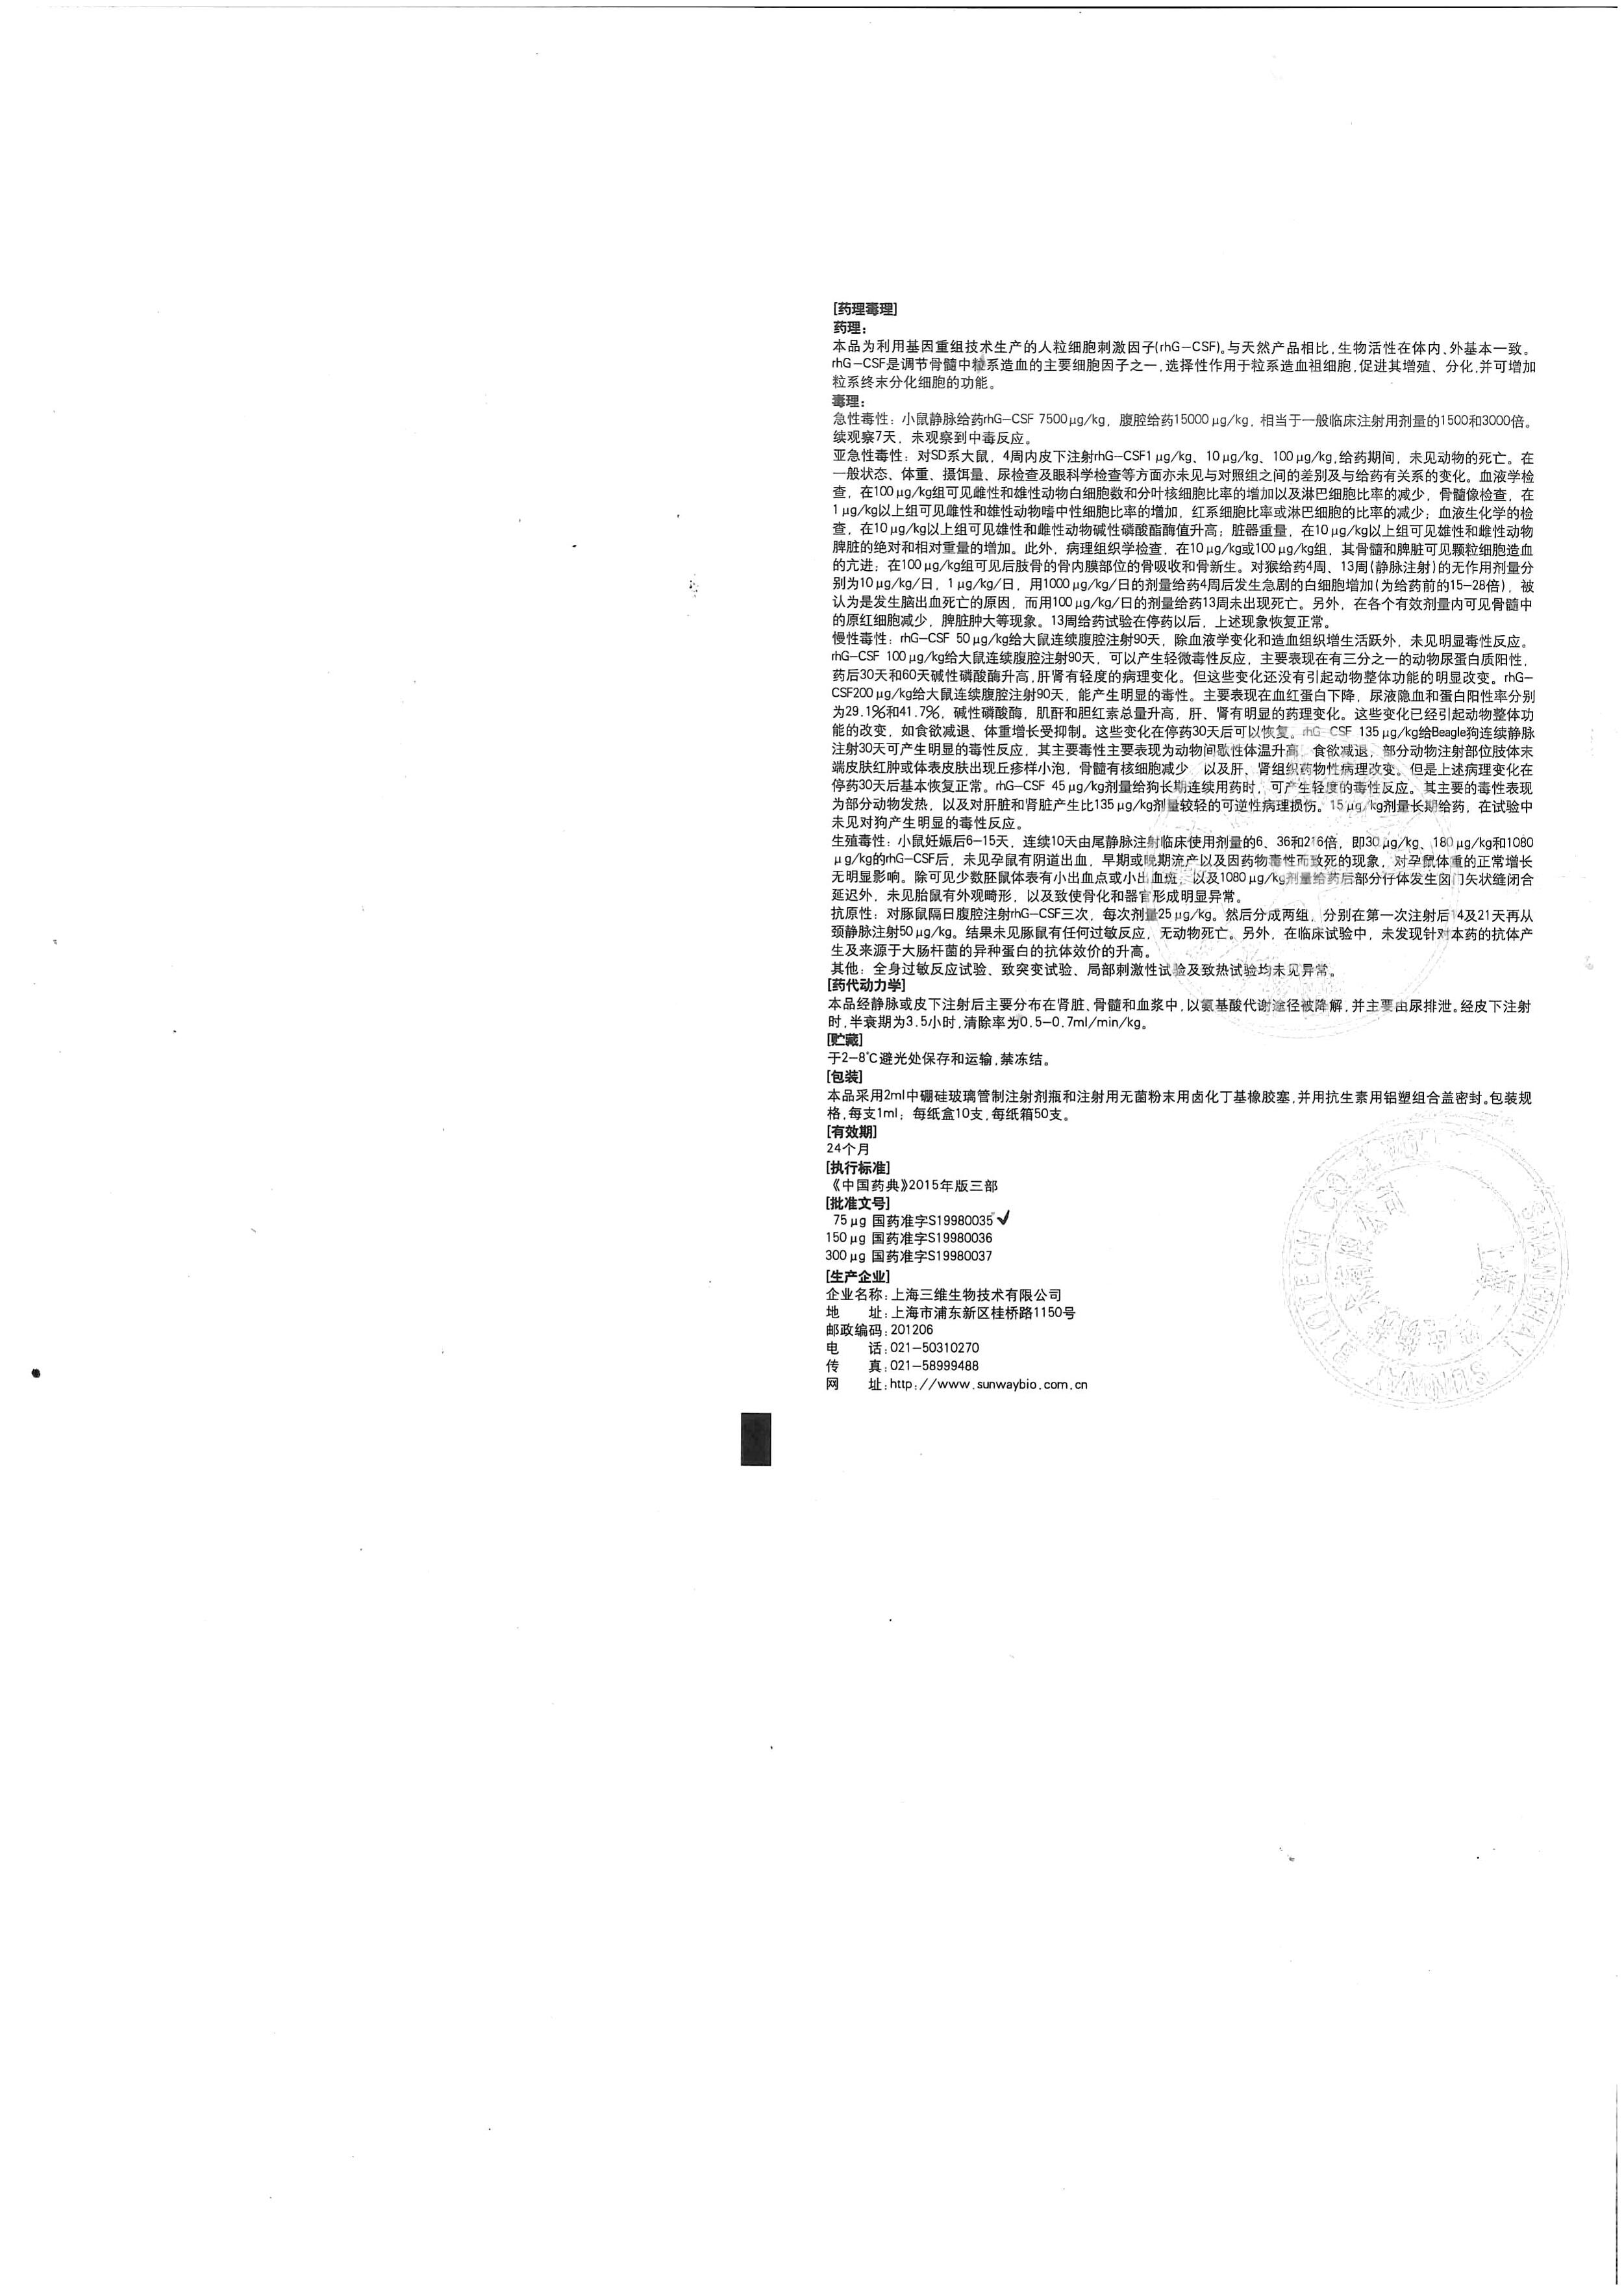 [药理毒理]
药理：
本品为利用基因重组技术生产的人粒细胞刺激因子(rhG-CSF)。与天然产品相比，生物活性在体内、外基本一致。
rhG-CSF是调节骨髓中粒系造血的主要细胞因子之一，选择性作用于粒系造血祖细胞，促进其增殖、分化，并可增加
粒系终末分化细胞的功能。
毒理：
急性毒性：小鼠静脉给药rhG-CSF 7500μg/kg，腹腔给药15000μg/kg，相当于一般临床注射用剂量的1500和3000倍。
续观察7天，未观察到中毒反应。
亚急性毒性：对SD系大鼠，4周内皮下注射rhG-CSF1μg/kg、10μg/kg、100μg/kg，给药期间，未见动物的死亡。在
一般状态、体重、摄饵量、尿检查及眼科学检查等方面亦未见与对照组之间的差别及与给药有关系的变化。血液学检
查，在100μg/kg组可见雌性和雄性动物白细胞数和分叶核细胞比率的增加以及淋巴细胞比率的减少，骨髓像检查，在
1μg/kg以上组可见雌性和雄性动物嗜中性细胞比率的增加，红系细胞比率或淋巴细胞的比率的减少；血液生化学的检
查，在10μg/kg以上组可见雄性和雌性动物碱性磷酸酯酶值升高；脏器重量，在10μg/kg以上组可见雄性和雌性动物
脾脏的绝对和相对重量的增加。此外，病理组织学检查，在10μg/kg或100μg/kg组，其骨髓和脾脏可见颗粒细胞造血
的亢进；在100μg/kg组可见后肢骨的骨内膜部位的骨吸收和骨新生。对猴给药4周、13周(静脉注射)的无作用剂量分
别为10μg/kg/日，1μg/kg/日，用1000μg/kg/日的剂量给药4周后发生急剧的白细胞增加(为给药前的15-28倍)，被
认为是发生脑出血死亡的原因，而用100μg/kg/日的剂量给药13周未出现死亡。另外，在各个有效剂量内可见骨髓中
的原红细胞减少，脾脏肿大等现象。13周给药试验在停药以后，上述现象恢复正常。
慢性毒性：rhG-CSF 50μg/kg给大鼠连续腹腔注射90天，除血液学变化和造血组织增生活跃外，未见明显毒性反应。
rhG-CSF 100μg/kg给大鼠连续腹腔注射90天，可以产生轻微毒性反应，主要表现在有三分之一的动物尿蛋白质阳性，
药后30天和60天碱性磷酸酶升高，肝肾有轻度的病理变化。但这些变化还没有引起动物整体功能的明显改变。rhG-
CSF200μg/kg给大鼠连续腹腔注射90天，能产生明显的毒性。主要表现在血红蛋白下降，尿液隐血和蛋白阳性率分别
为29.1%和41.7%，碱性磷酸酶，肌酐和胆红素总量升高，肝、肾有明显的药理变化。这些变化已经引起动物整体功
能的改变，如食欲减退、体重增长受抑制。这些变化在停药30天后可以恢复。rhG-CSF 135μg/kg给Beagle狗连续静脉
注射30天可产生明显的毒性反应，其主要毒性主要表现为动物间歇性体温升高，食欲减退，部分动物注射部位肢体末
端皮肤红肿或体表皮肤出现丘疹样小泡，骨髓有核细胞减少，以及肝、肾组织药物性病理改变。但是上述病理变化在
停药30天后基本恢复正常。rhG-CSF 45μg/kg剂量给狗长期连续用药时，可产生轻度的毒性反应。其主要的毒性表现
为部分动物发热，以及对肝脏和肾脏产生比135μg/kg剂量较轻的可逆性病理损伤。15μg/kg剂量长期给药，在试验中
未见对狗产生明显的毒性反应。
生殖毒性：小鼠妊娠后6-15天，连续10天由尾静脉注射临床使用剂量的6、36和216倍，即30μg/kg、180μg/kg和1080
μg/kg的rhG-CSF后，未见孕鼠有阴道出血，早期或晚期流产以及因药物毒性而致死的现象，对孕鼠体重的正常增长
无明显影响。除可见少数胚鼠体表有小出血点或小出血斑，以及1080μg/kg剂量给药后部分仔体发生囟门矢状缝闭合
延迟外，未见胎鼠有外观畸形，以及致使骨化和器官形成明显异常。
抗原性：对豚鼠隔日腹腔注射rhG-CSF三次，每次剂量25μg/kg。然后分成两组，分别在第一次注射后14及21天再从
颈静脉注射50μg/kg。结果未见豚鼠有任何过敏反应，无动物死亡。另外，在临床试验中，未发现针对本药的抗体产
生及来源于大肠杆菌的异种蛋白的抗体效价的升高。
其他：全身过敏反应试验、致突变试验、局部刺激性试验及致热试验均未见异常。
[药代动力学]
本品经静脉或皮下注射后主要分布在肾脏、骨髓和血浆中，以氨基酸代谢途径被降解，并主要由尿排泄。经皮下注射
时，半衰期为3.5小时，清除率为0.5-0.7ml/min/kg。
[贮藏]
于2-8℃避光处保存和运输，禁冻结。
[包装]
本品采用2ml中硼硅玻璃管制注射剂瓶和注射用无菌粉末用卤化丁基橡胶塞，并用抗生素用铝塑组合盖密封。包装规
格，每支1ml；每纸盒10支，每纸箱50支。
[有效期]
24个月
[执行标准]
《中国药典》2015年版三部
[批准文号]
75μg 国药准字S19980035✓
150μg 国药准字S19980036
300μg 国药准字S19980037
[生产企业]
企业名称：上海三维生物技术有限公司
地 址：上海市浦东新区桂桥路1150号
邮政编码：201206
电 话：021-50310270
传 真：021-58999488
网 址：http://www.sunwaybio.com.cn